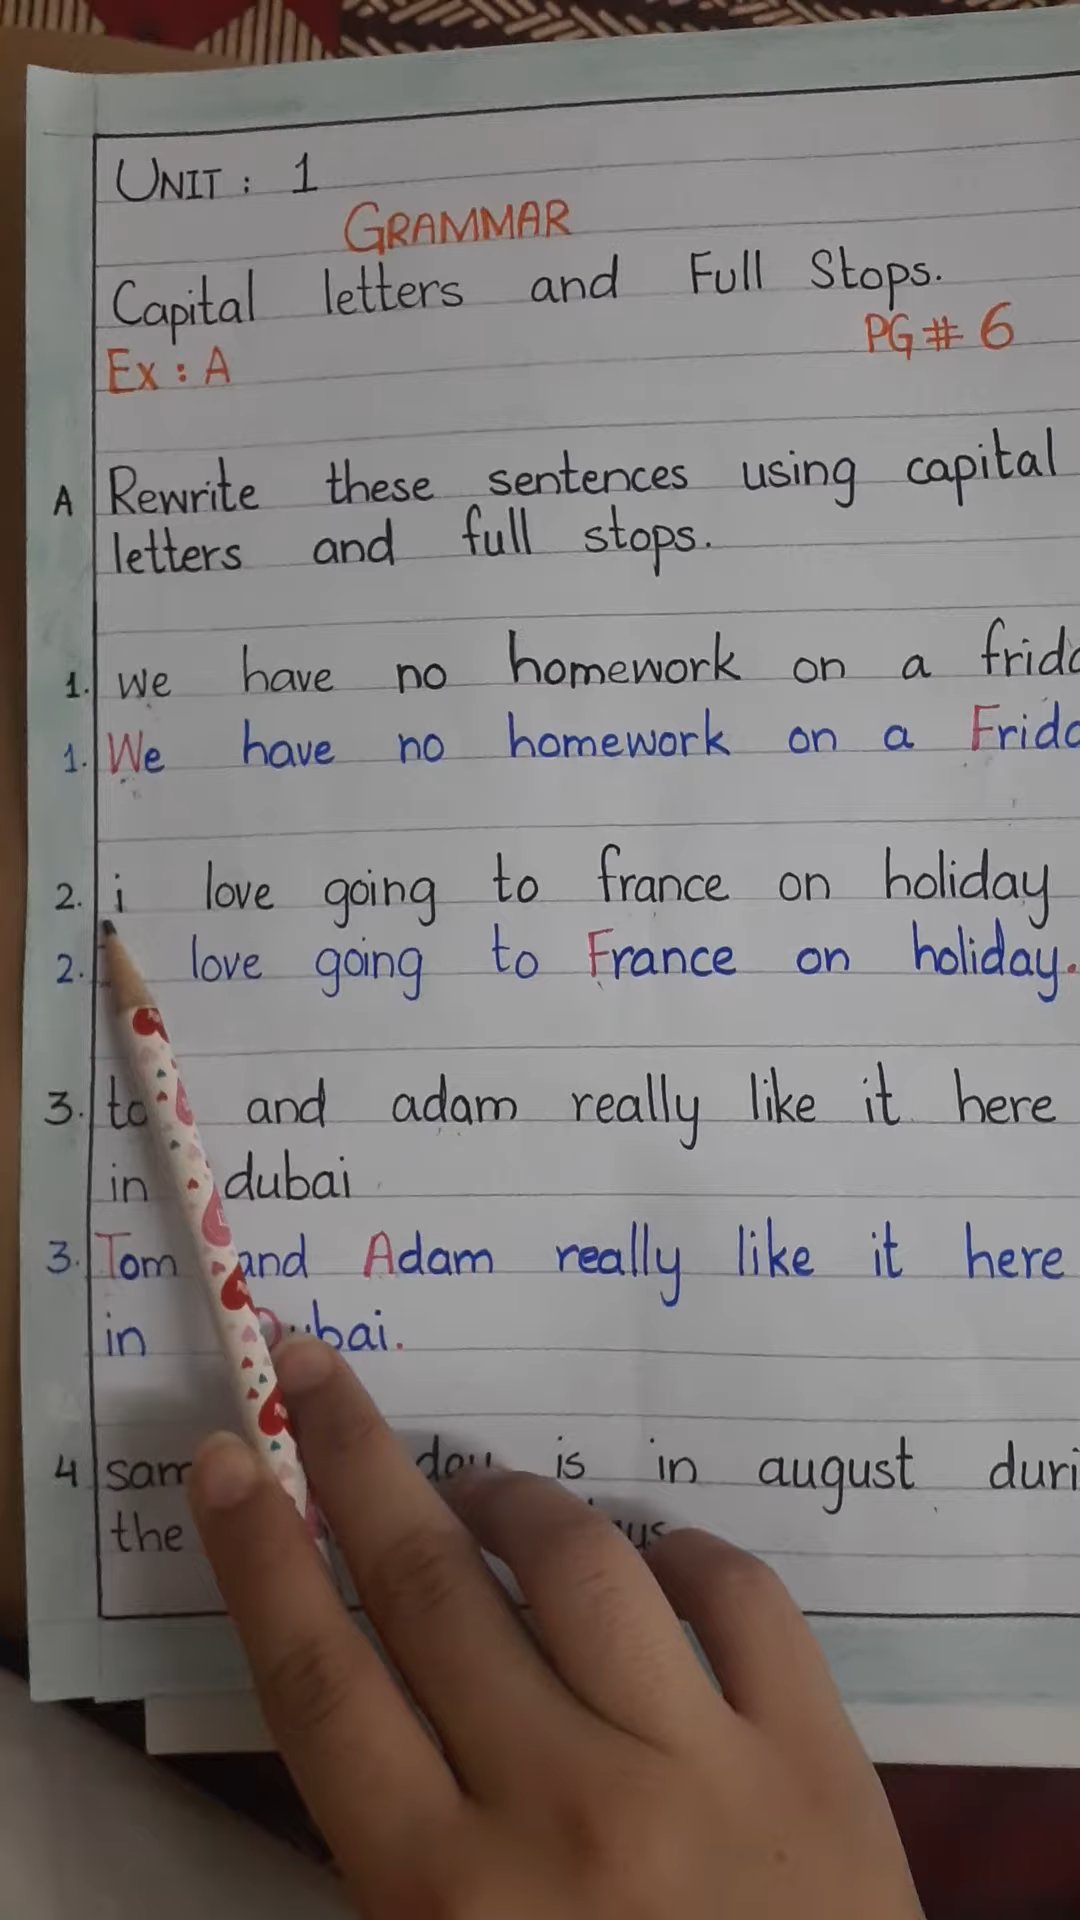 UNIT : 1
GRAMMAR
Capital letters and Full Stops.
PG # 6
Ex : A
A Rewrite these sentences using capital
letters and full stops.
1. we have no homework on a
1. We have no homework on a
2. i love going to france on holiday
2. love going to France on holiday.
3. and adam really like it here
in dubai
3. Tom and Adam really like it here
in
4 is in august
the